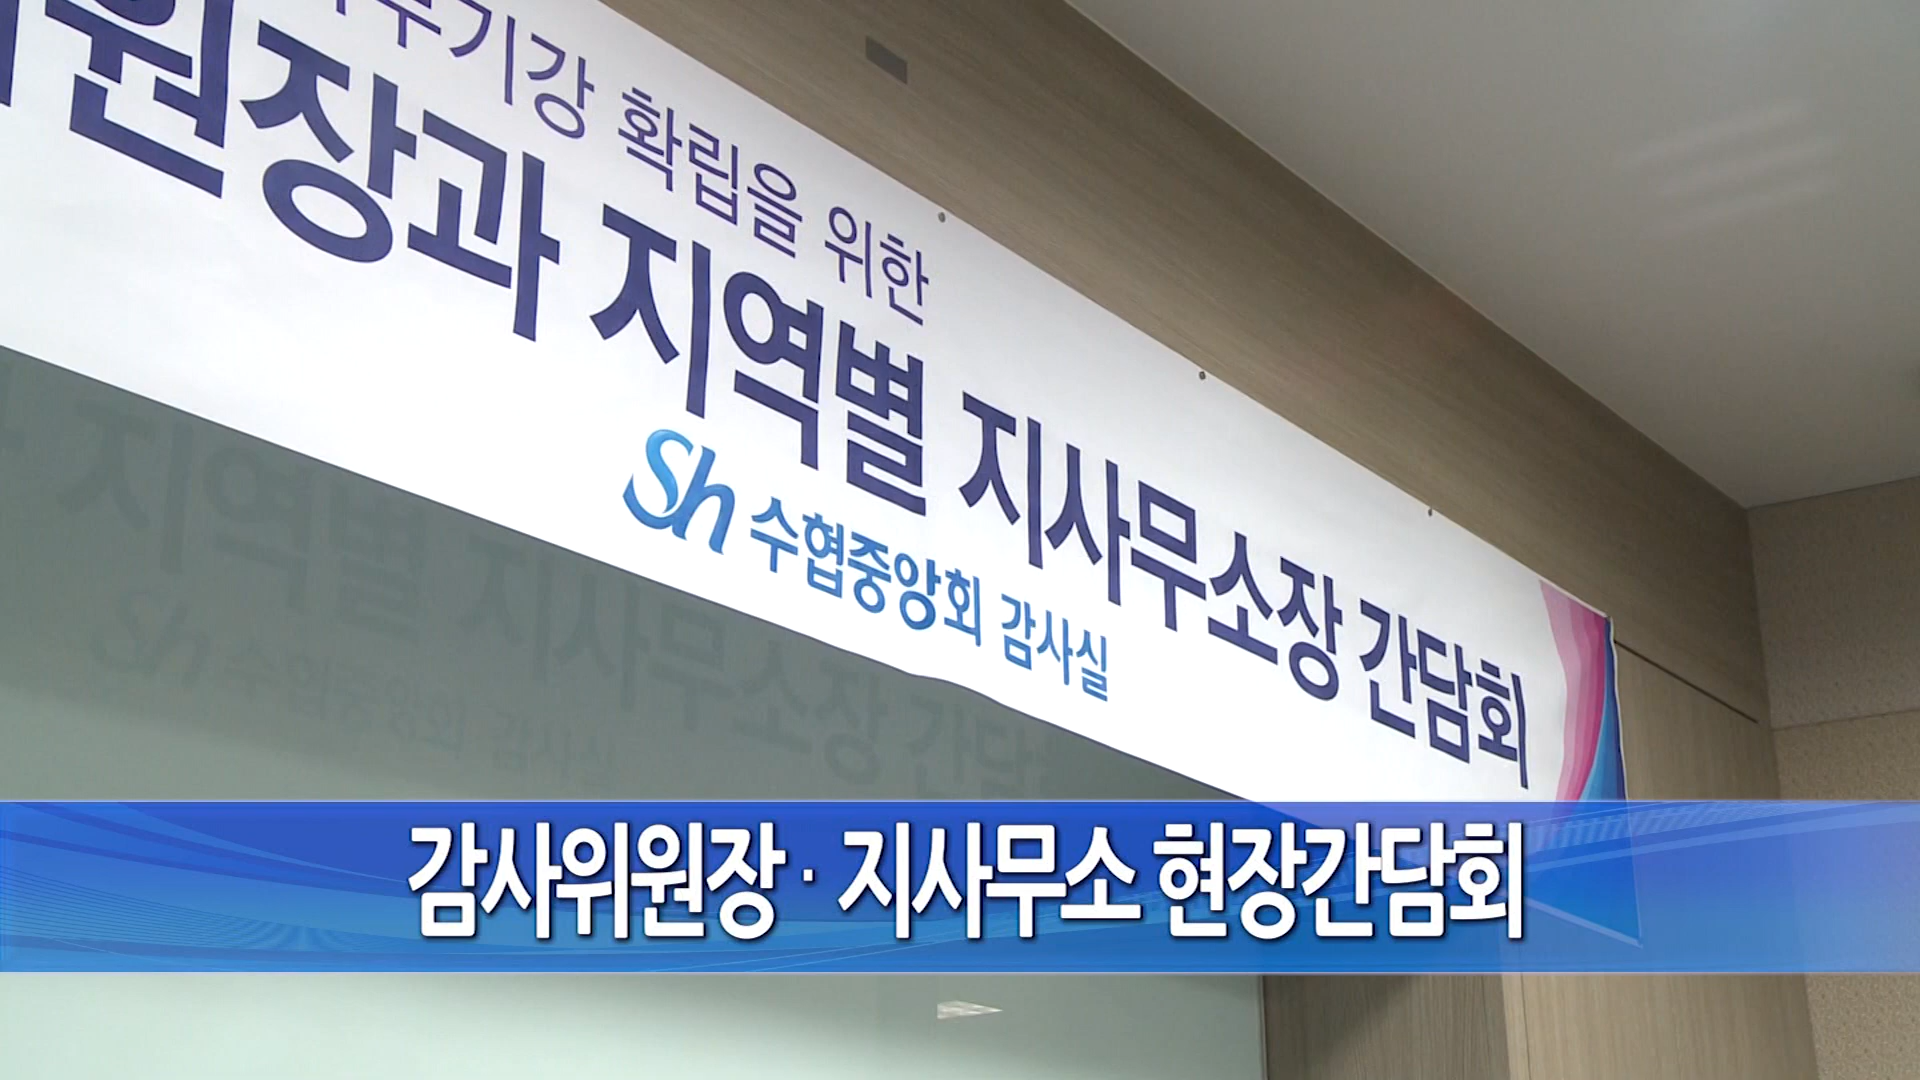 무기강 확립을 위한
원장과 지역별 지사무소장 간담회
Sh 수협중앙회 감사실
감사위원장· 지사무소 현장간담회